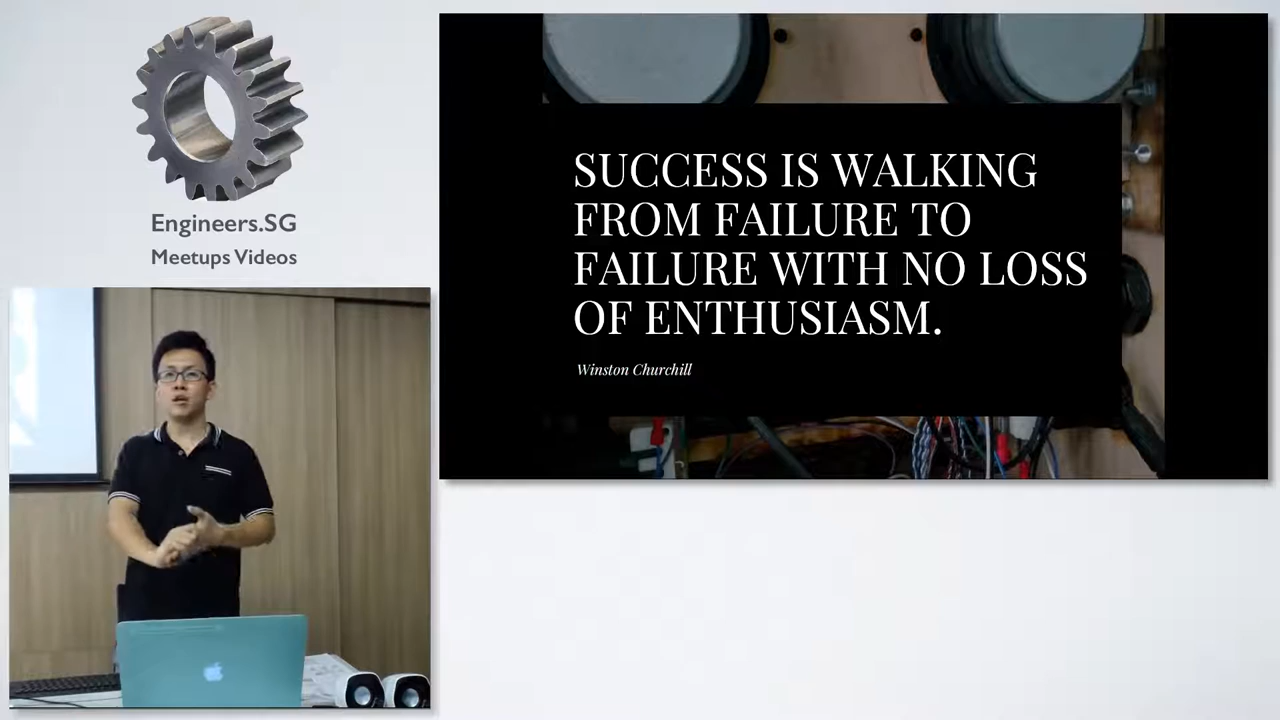 Engineers.SG
Meetups Videos
SUCCESS IS WALKING
FROM FAILURE TO
FAILURE WITH NO LOSS
OF ENTHUSIASM.
Winston Churchill